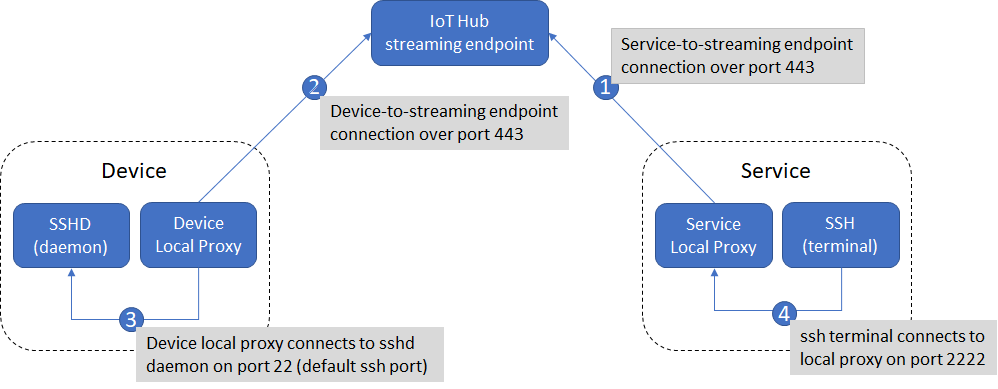 IoT Hub
streaming endpoint
1
Service-to-streaming endpoint
connection over port 443
2
Device-to-streaming endpoint
connection over port 443
Device
SSHD
(daemon)
Device
Local Proxy
3
Device local proxy connects to sshd
daemon on port 22 (default ssh port)
Service
Service
Local Proxy
SSH
(terminal)
4
ssh terminal connects to
local proxy on port 2222